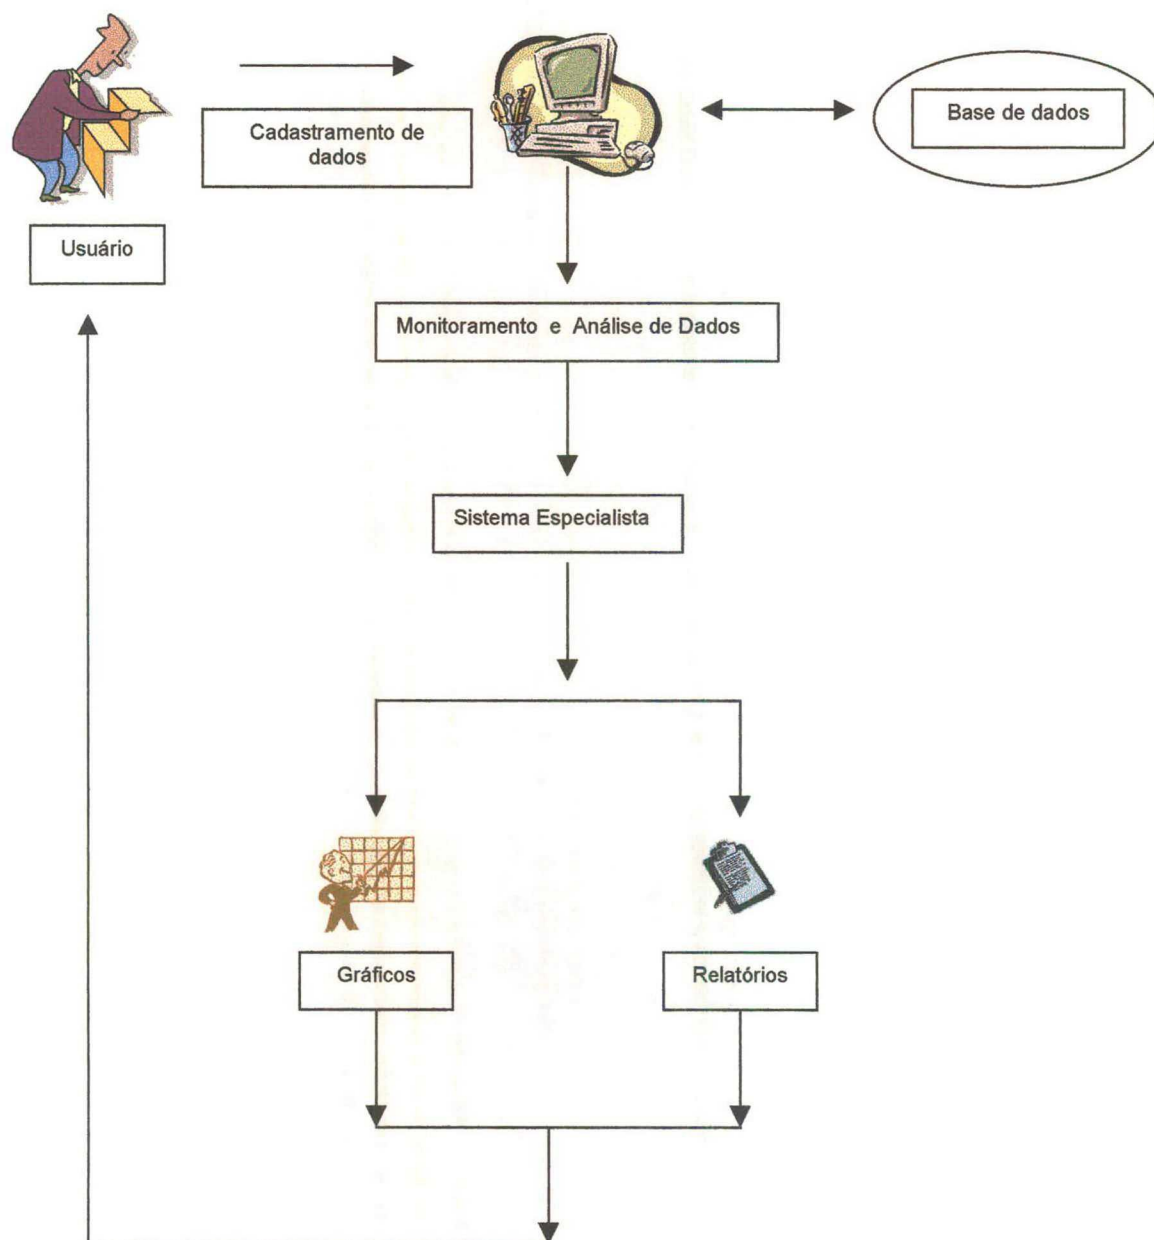 Cadastramento de
dados
Base de dados
Usuário
Monitoramento e Análise de Dados
Sistema Especialista
Gráficos
Relatórios